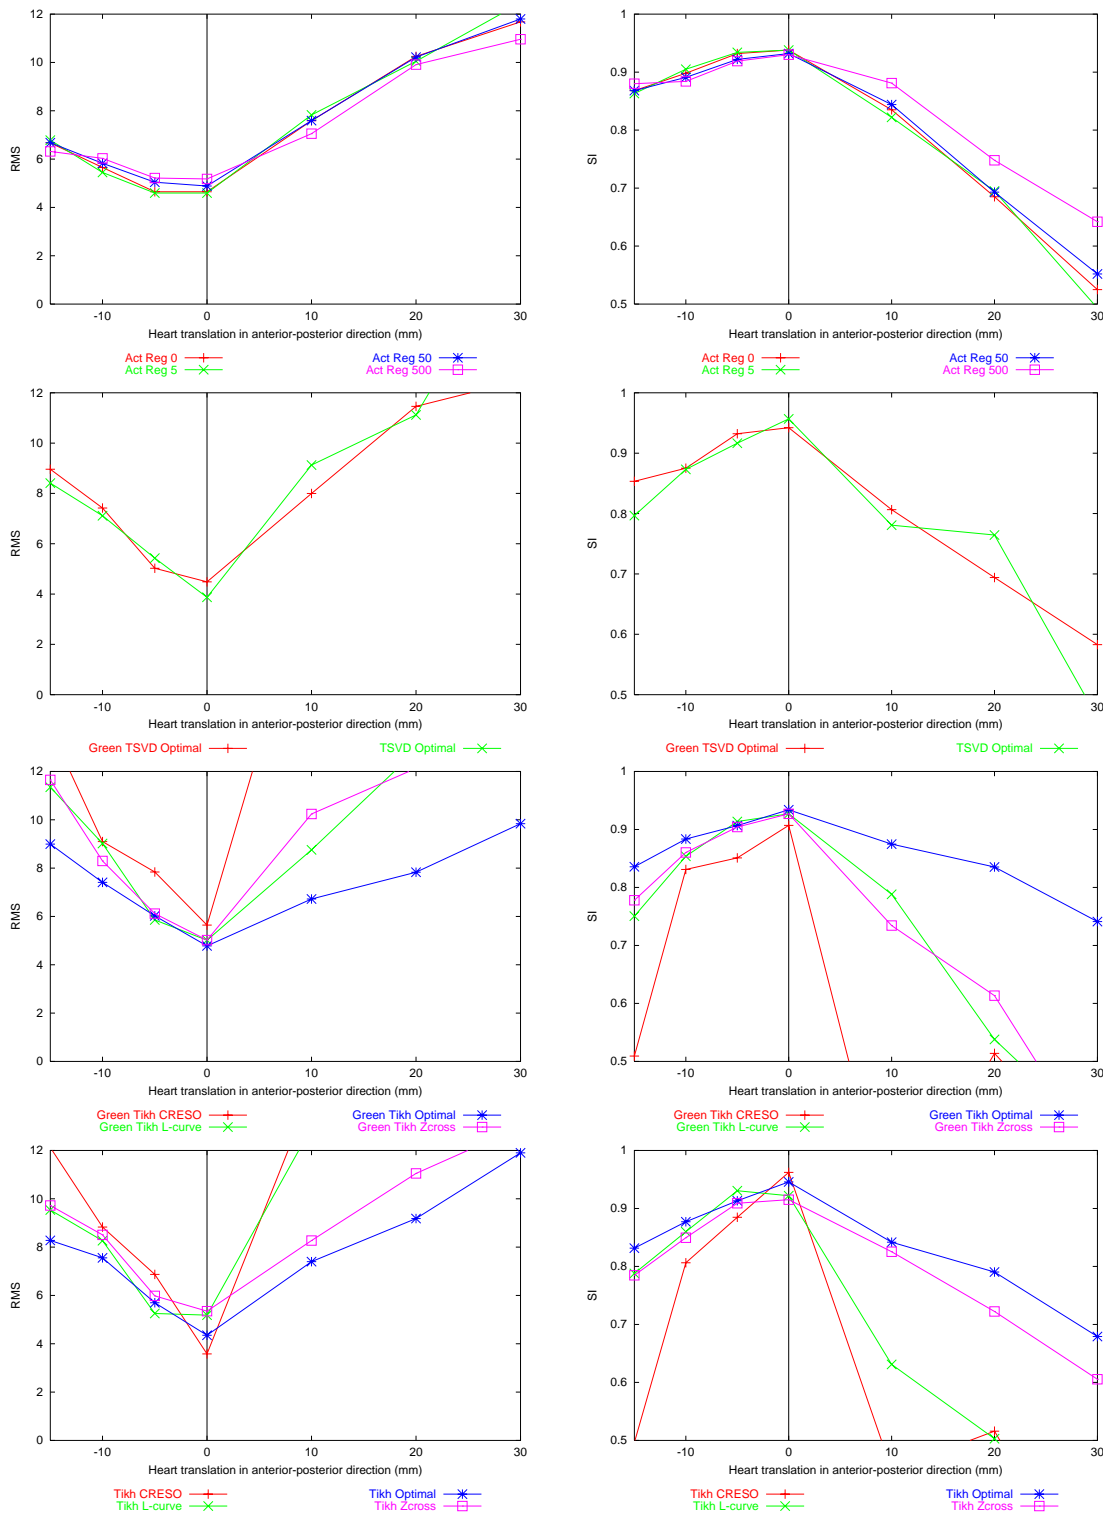 12
10
8
6
4
2
0
RMS
-10 0 10 20 30
Heart translation in anterior-posterior direction (mm)
Act Reg 0
Act Reg 5
Act Reg 50
Act Reg 500
1
0.9
0.8
0.7
0.6
0.5
SI
-10 0 10 20 30
Heart translation in anterior-posterior direction (mm)
Act Reg 0
Act Reg 5
Act Reg 50
Act Reg 500
12
10
8
6
4
2
0
RMS
-10 0 10 20 30
Heart translation in anterior-posterior direction (mm)
Green TSVD Optimal
TSVD Optimal
1
0.9
0.8
0.7
0.6
0.5
SI
-10 0 10 20 30
Heart translation in anterior-posterior direction (mm)
Green TSVD Optimal
TSVD Optimal
12
10
8
6
4
2
0
RMS
-10 0 10 20 30
Heart translation in anterior-posterior direction (mm)
Green Tikh CRESO
Green Tikh L-curve
Green Tikh Optimal
Green Tikh Zcross
1
0.9
0.8
0.7
0.6
0.5
SI
-10 0 10 20 30
Heart translation in anterior-posterior direction (mm)
Green Tikh CRESO
Green Tikh L-curve
Green Tikh Optimal
Green Tikh Zcross
12
10
8
6
4
2
0
RMS
-10 0 10 20 30
Heart translation in anterior-posterior direction (mm)
Tikh CRESO
Tikh L-curve
Tikh Optimal
Tikh Zcross
1
0.9
0.8
0.7
0.6
0.5
SI
-10 0 10 20 30
Heart translation in anterior-posterior direction (mm)
Tikh CRESO
Tikh L-curve
Tikh Optimal
Tikh Zcross